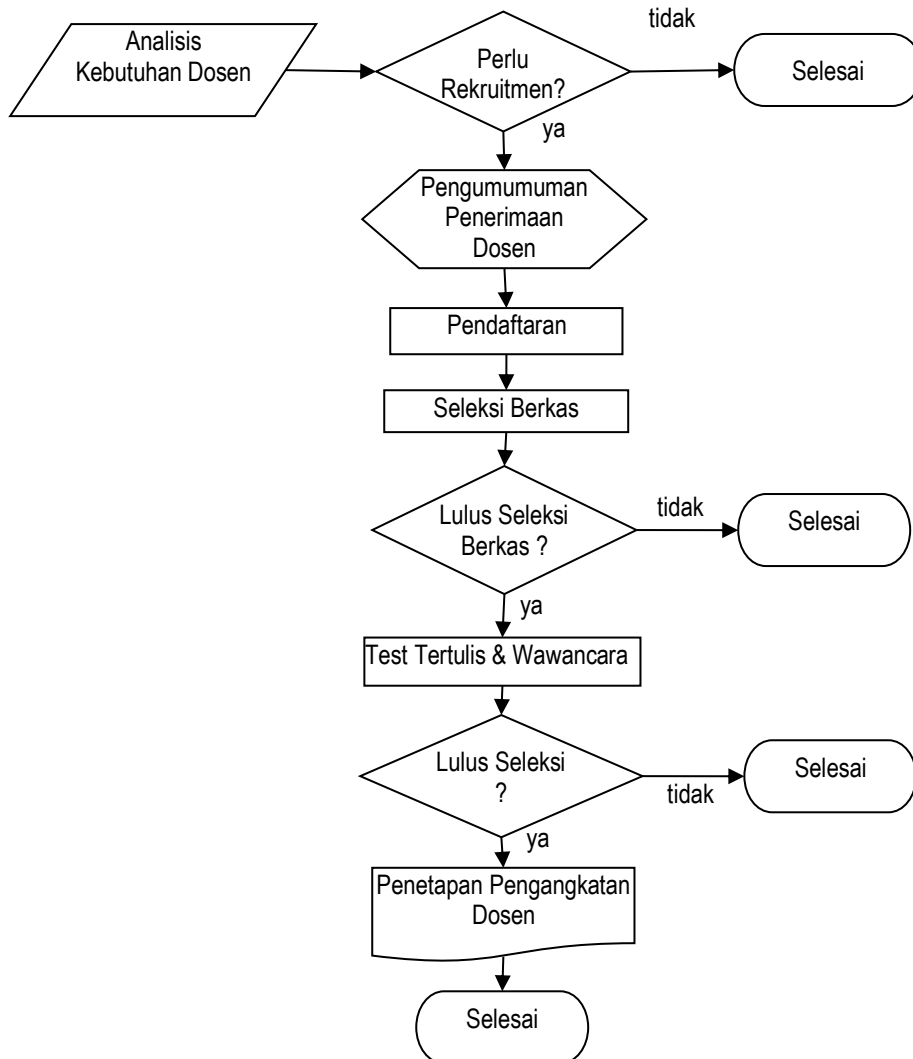 tidak
Analisis
Kebutuhan Dosen
Perlu
Rekruitmen?
Selesai
ya
Pengumumuman
Penerimaan
Dosen
Pendaftaran
Seleksi Berkas
Lulus Seleksi
Berkas ?
tidak
Selesai
ya
Test Tertulis & Wawancara
Lulus Seleksi
?
tidak
Selesai
ya
Penetapan Pengangkatan
Dosen
Selesai